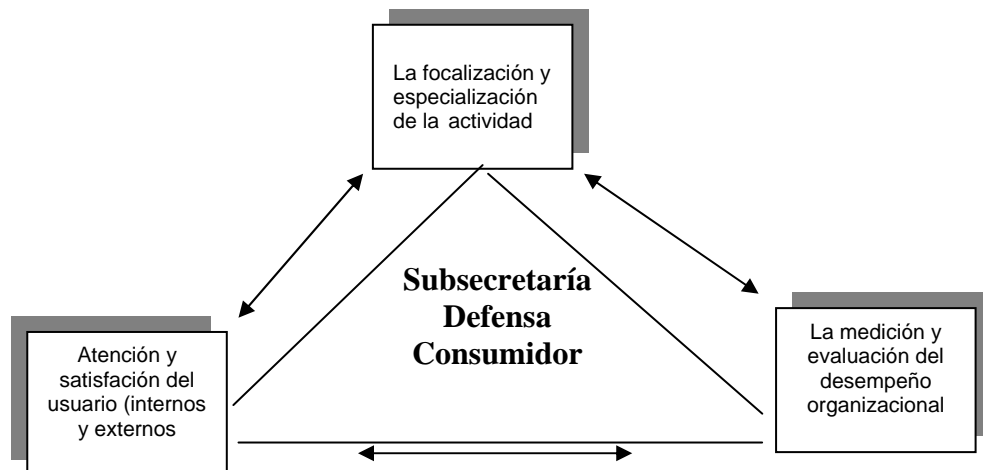 La focalización y
especialización
de la actividad
Subsecretaría
Defensa
Consumidor
Atención y
satisfacción del
usuario (internos
y externos
La medición y
evaluación del
desempeño
organizacional